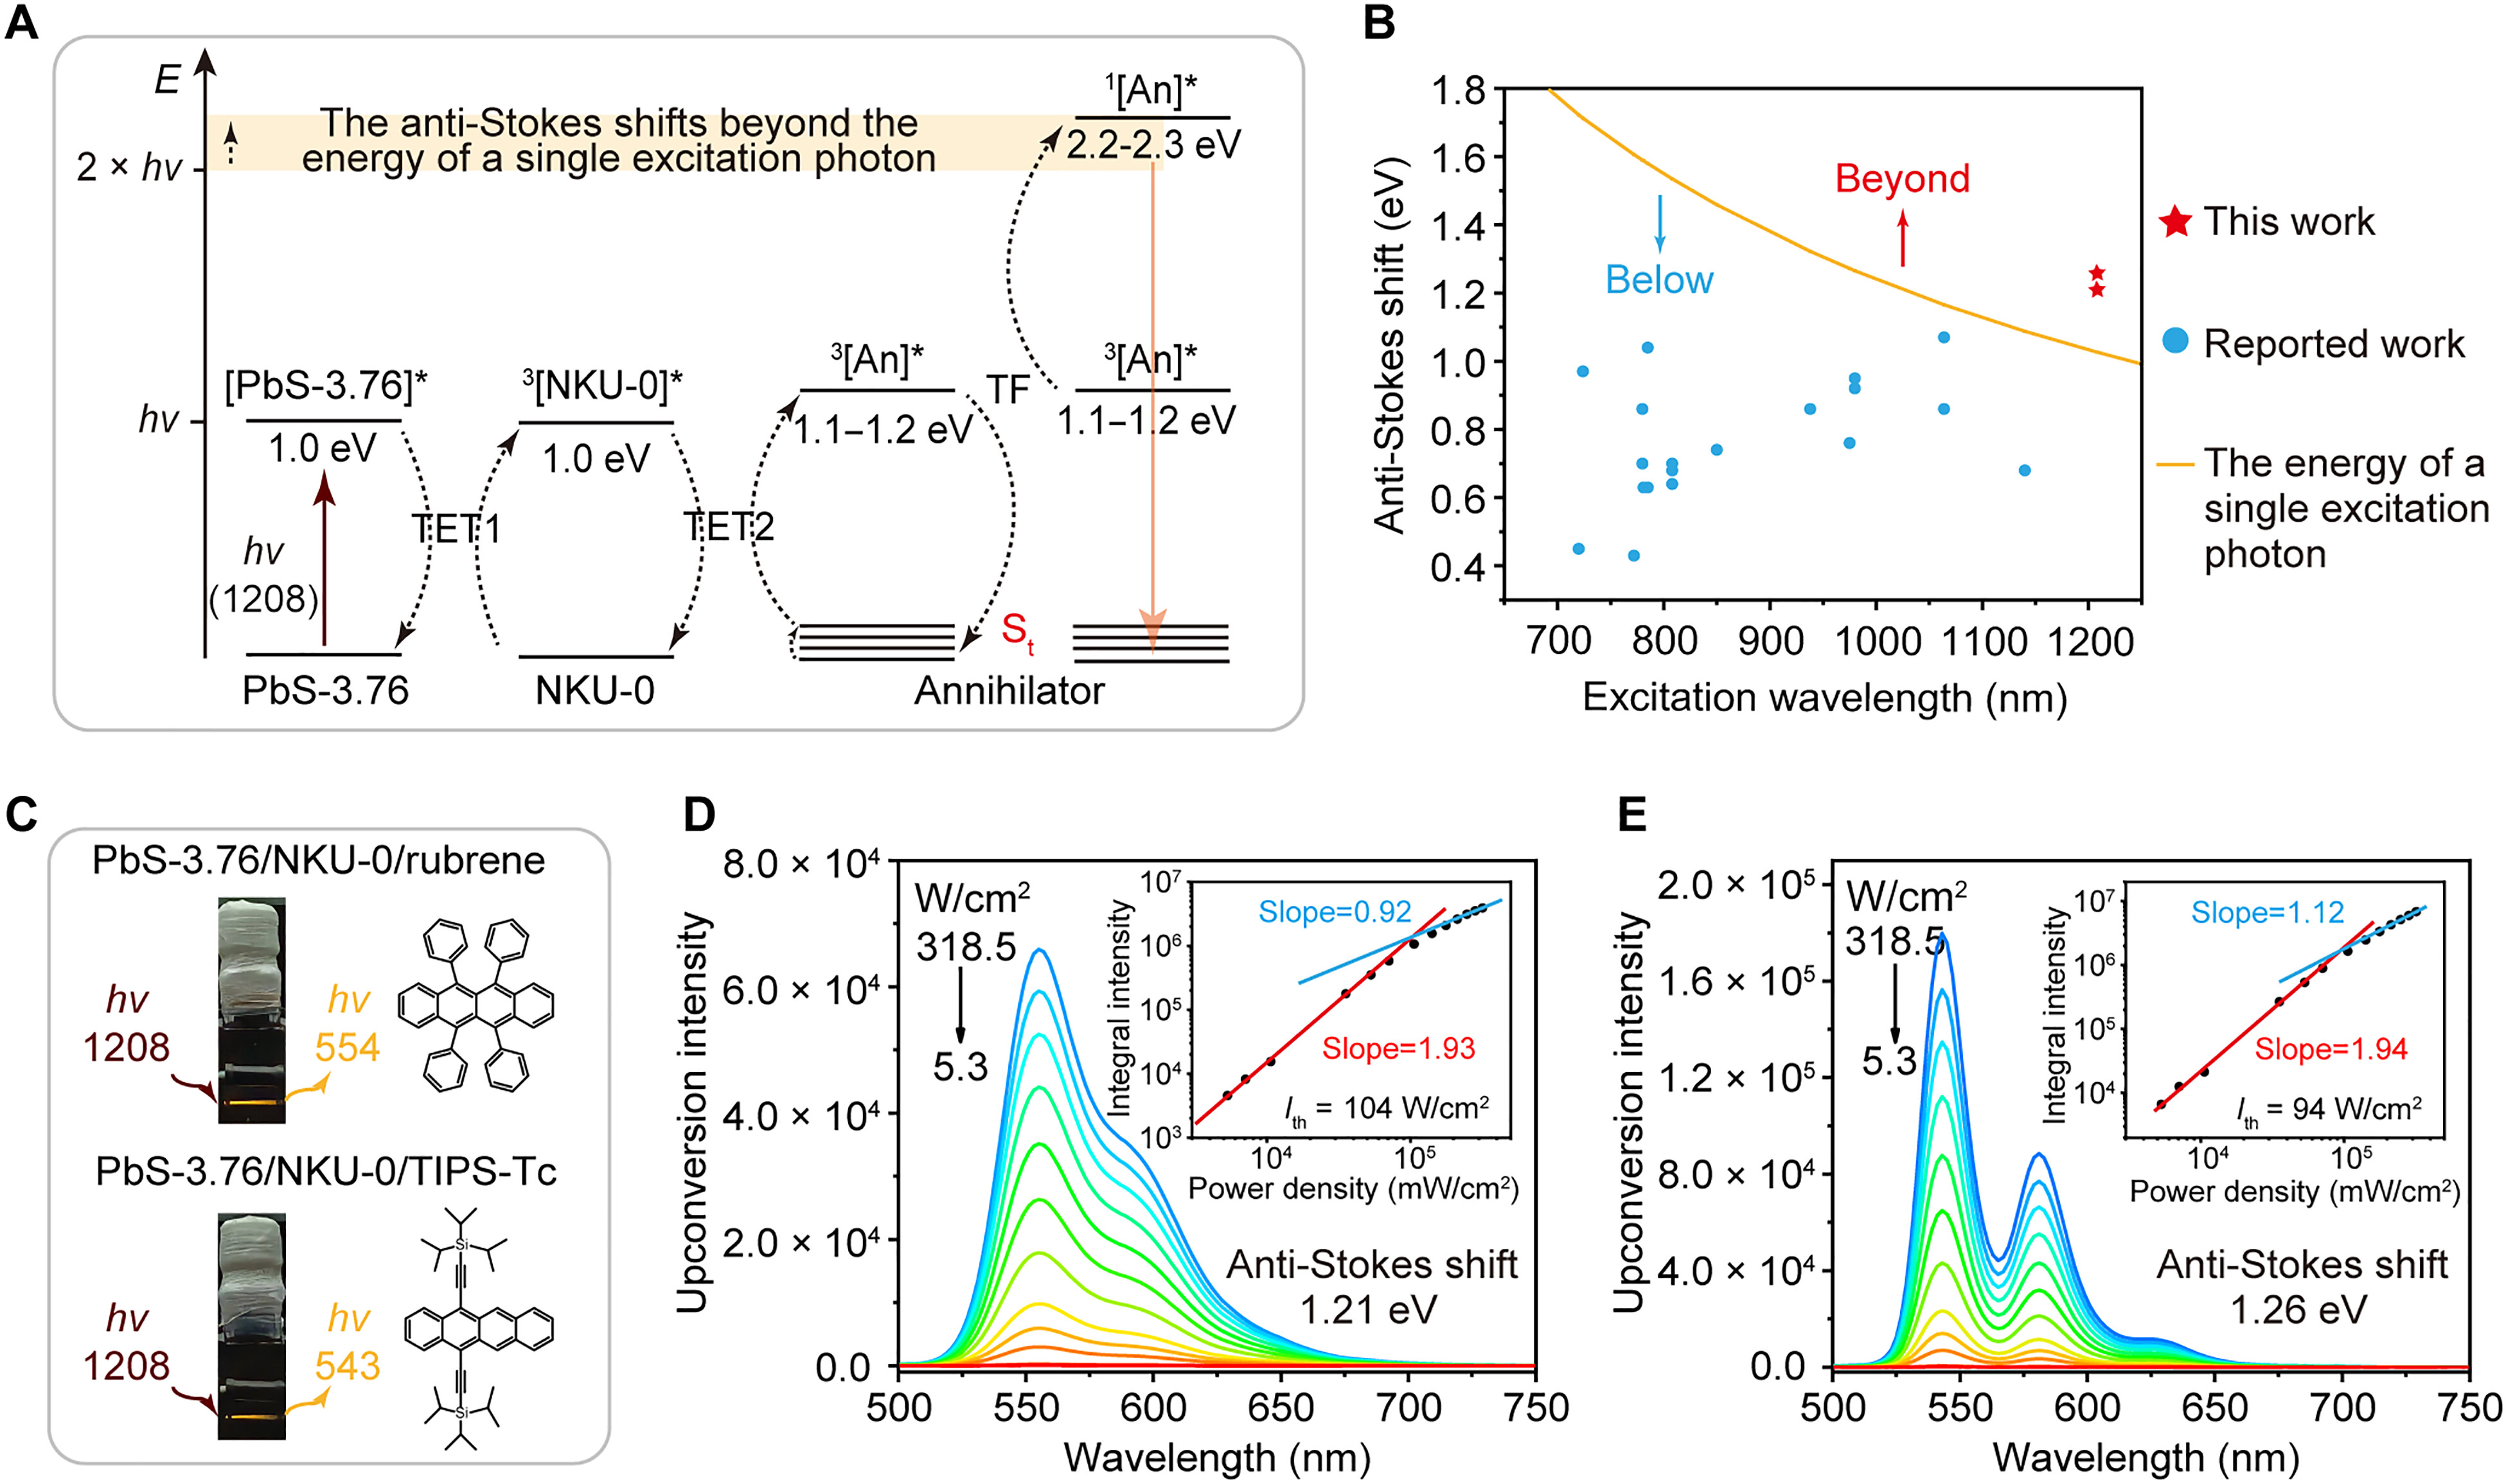 A
E
The anti-Stokes shifts beyond the
energy of a single excitation photon
2 × hν
¹[An]*
2.2-2.3 eV
hν
[PbS-3.76]*
1.0 eV
³[NKU-0]*
1.0 eV
³[An]*
1.1–1.2 eV
TF
³[An]*
1.1–1.2 eV
hν
(1208)
TET1
TET2
Sₜ
PbS-3.76
NKU-0
Annihilator
B
Anti-Stokes shift (eV)
1.8
1.6
1.4
1.2
1.0
0.8
0.6
0.4
Beyond
Below
700 800 900 1000 1100 1200
Excitation wavelength (nm)
This work
Reported work
The energy of a
single excitation
photon
C
PbS-3.76/NKU-0/rubrene
hν
1208
hν
554
PbS-3.76/NKU-0/TIPS-Tc
hν
1208
hν
543
Si
Si
D
Upconversion intensity
8.0 × 10⁴
6.0 × 10⁴
4.0 × 10⁴
2.0 × 10⁴
0.0
W/cm²
318.5
5.3
Integral intensity
10⁷
10⁶
10⁵
10⁴
10³
Slope=0.92
Slope=1.93
Iₜₕ = 104 W/cm²
10⁴ 10⁵
Power density (mW/cm²)
Anti-Stokes shift
1.21 eV
500 550 600 650 700 750
Wavelength (nm)
E
Upconversion intensity
2.0 × 10⁵
1.6 × 10⁵
1.2 × 10⁵
8.0 × 10⁴
4.0 × 10⁴
0.0
W/cm²
318.5
5.3
Integral intensity
10⁷
10⁶
10⁵
10⁴
Slope=1.12
Slope=1.94
Iₜₕ = 94 W/cm²
10⁴ 10⁵
Power density (mW/cm²)
Anti-Stokes shift
1.26 eV
500 550 600 650 700 750
Wavelength (nm)